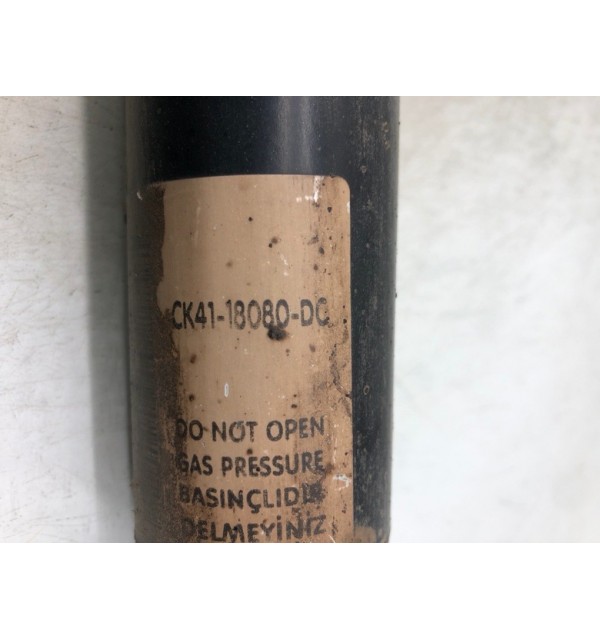 CK41-18080-DC
DO NOT OPEN
GAS PRESSURE
BASINÇLIDIR
DELMEYİNİZ